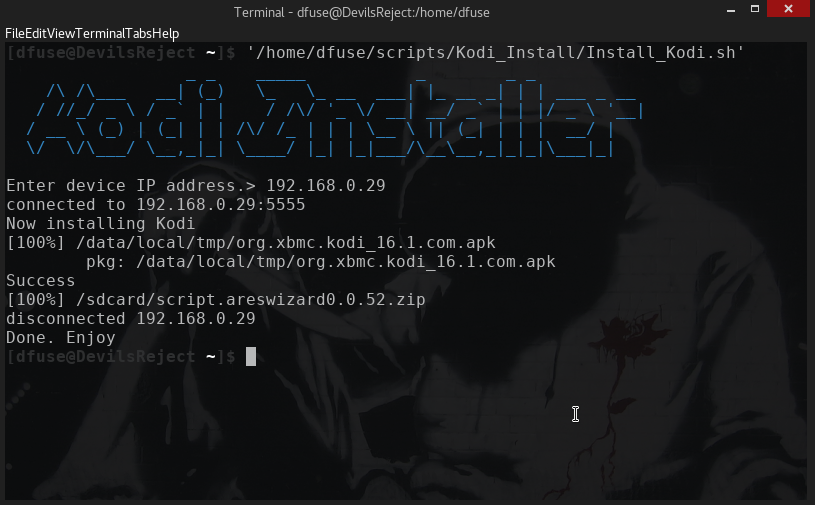 Terminal - dfuse@DevilsReject:/home/dfuse
File Edit View Terminal Tabs Help
[dfuse@DevilsReject ~]$ '/home/dfuse/scripts/Kodi_Install/Install_Kodi.sh'
Kodi Installer
Enter device IP address.> 192.168.0.29
connected to 192.168.0.29:5555
Now installing Kodi
[100%] /data/local/tmp/org.xbmc.kodi_16.1.com.apk
pkg: /data/local/tmp/org.xbmc.kodi_16.1.com.apk
Success
[100%] /sdcard/script.areswizard0.0.52.zip
disconnected 192.168.0.29
Done. Enjoy
[dfuse@DevilsReject ~]$